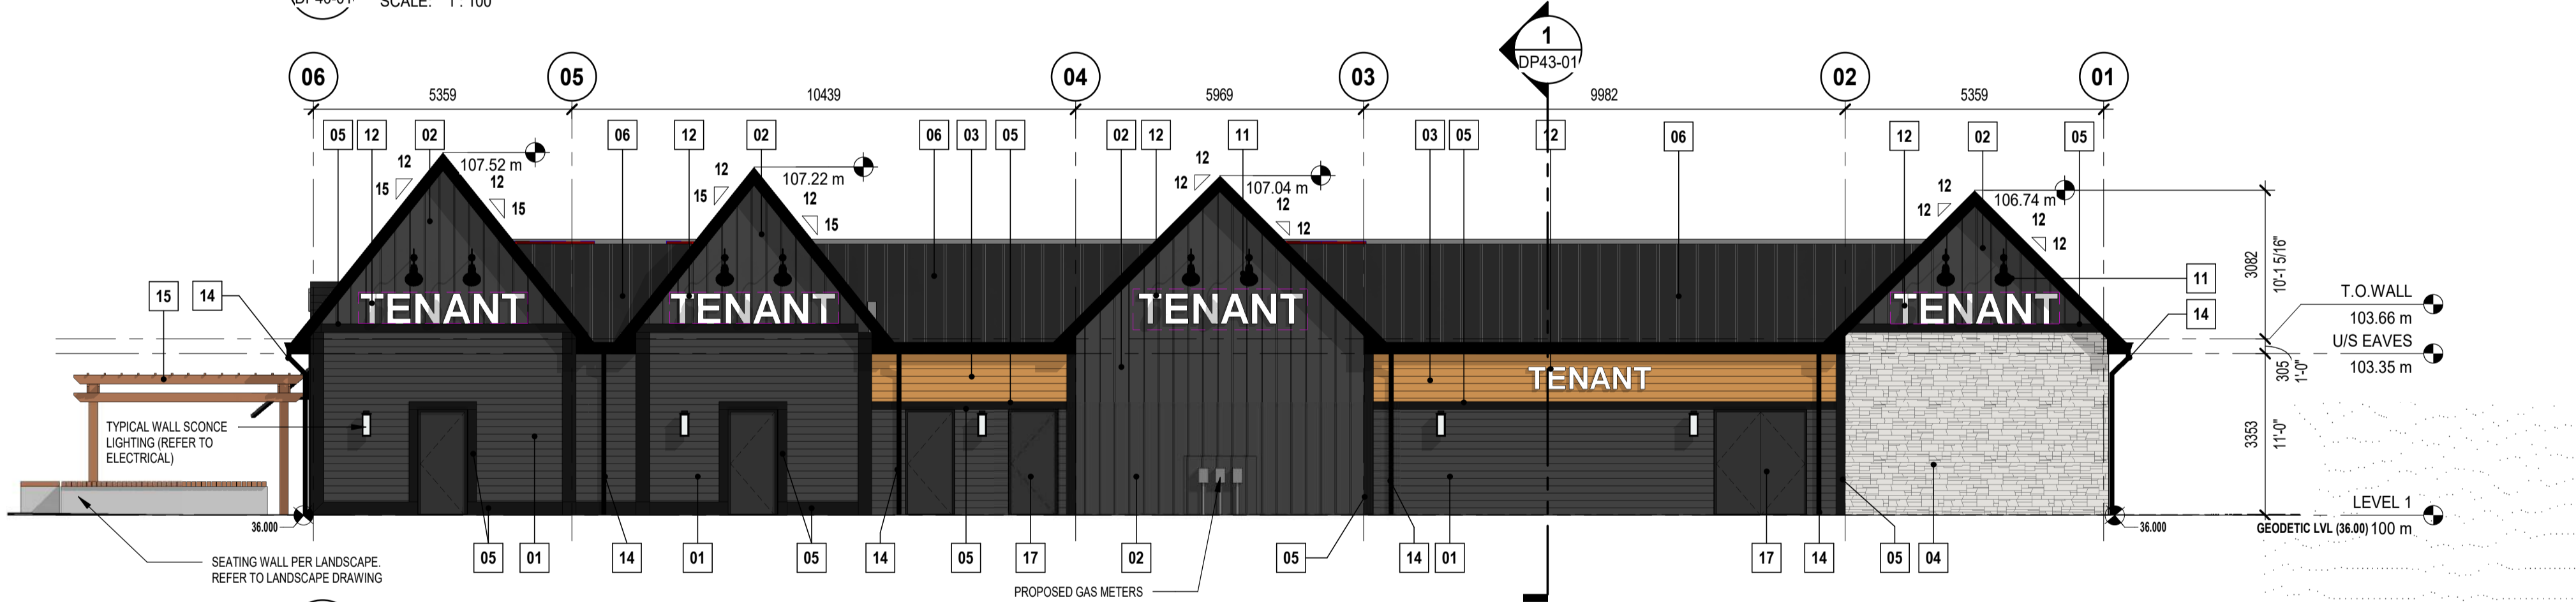 DP40-01
SCALE: 1 : 100
1
DP43-01
06 05 04 03 02 01
5359 10439 5969 9982 5359
05 12 02 06 12 02 06 03 05 02 12 11 03 05 12 06 12 02 05
107.52 m
12
15
12
15
107.22 m
12
15
12
15
107.04 m
12
12
12
12
106.74 m
12
12
12
12
3082
10'-1 5/16"
15 14
11
14
TENANT TENANT TENANT TENANT
TENANT
T.O.WALL
103.66 m
U/S EAVES
103.35 m
305
1'-0"
3353
11'-0"
TYPICAL WALL SCONCE
LIGHTING (REFER TO
ELECTRICAL)
LEVEL 1
GEODETIC LVL (36.00) 100 m
36.000
36.000
05 01 14 01 05 14 05 17 02 05 14 01 17 14 05 04
SEATING WALL PER LANDSCAPE.
REFER TO LANDSCAPE DRAWING
PROPOSED GAS METERS